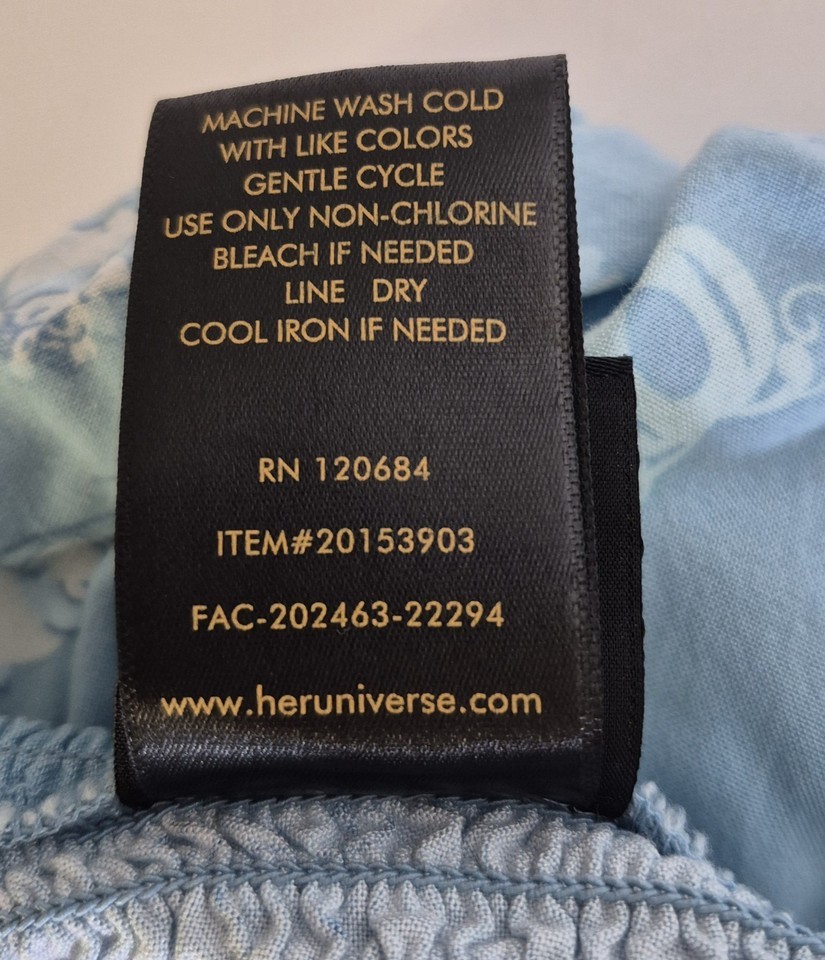 MACHINE WASH COLD
WITH LIKE COLORS
GENTLE CYCLE
USE ONLY NON-CHLORINE
BLEACH IF NEEDED
LINE DRY
COOL IRON IF NEEDED
RN 120684
ITEM#20153903
FAC-202463-22294
www.heruniverse.com